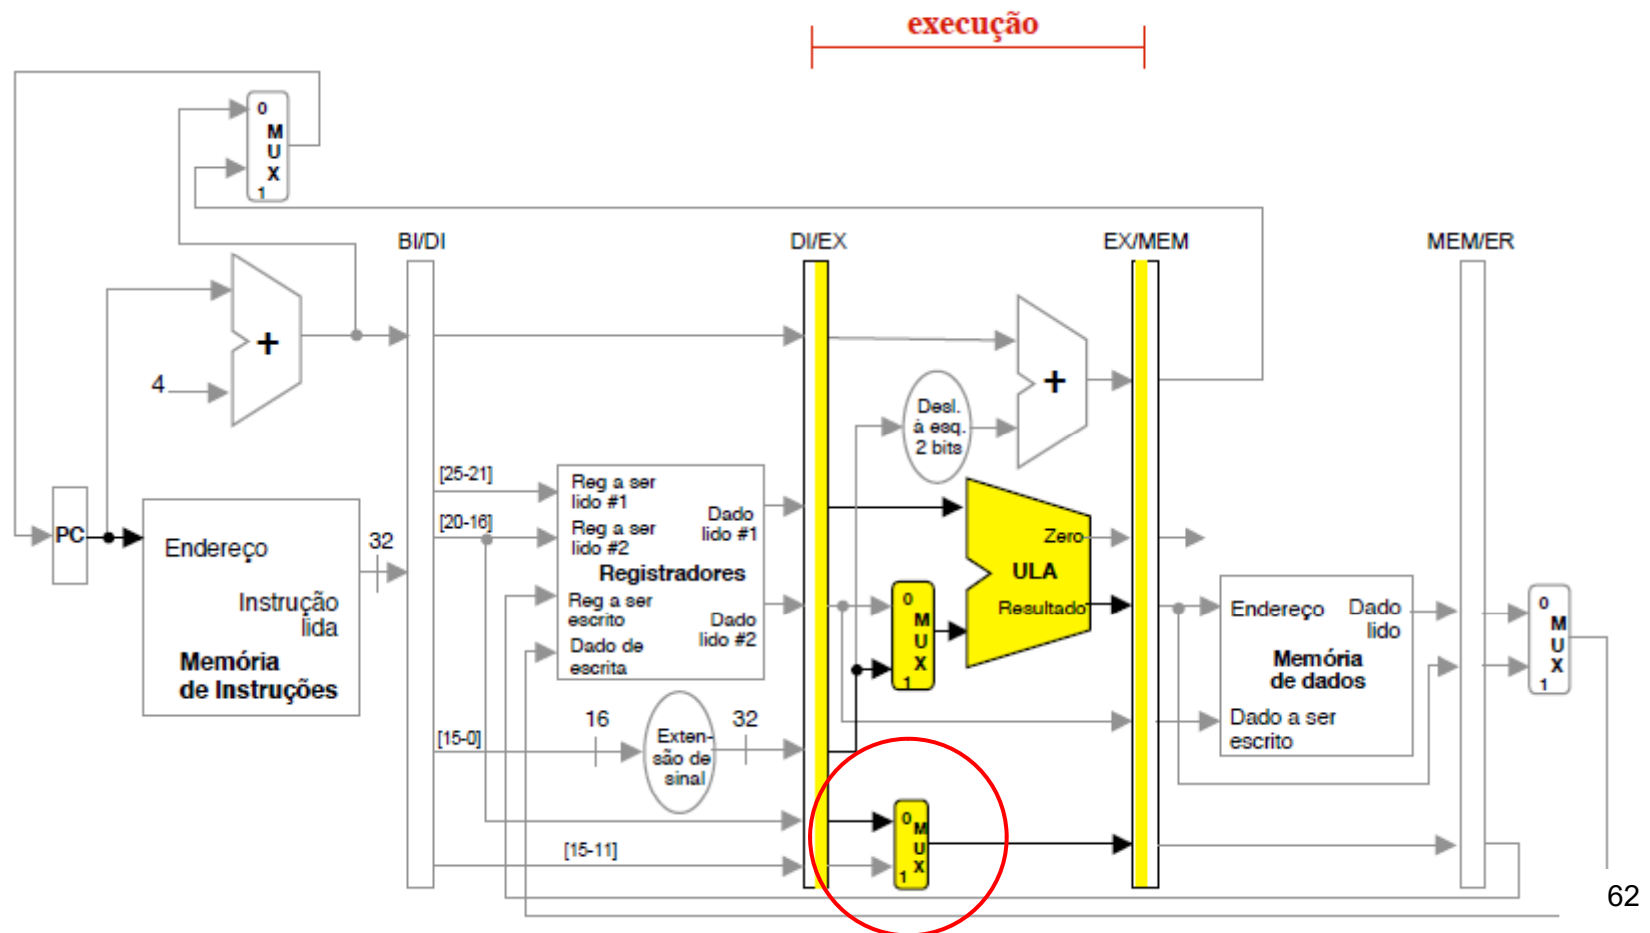 execução
0
M
U
X
1
BI/DI
DI/EX
EX/MEM
MEM/ER
+
4
+
Desl.
à esq.
2 bits
[25-21]
[20-16]
PC
Endereço
32
Instrução
lida
Memória
de Instruções
Reg a ser
lido #1
Dado
lido #1
Reg a ser
lido #2
Registradores
Reg a ser
escrito
Dado
lido #2
Dado de
escrita
Zero
ULA
Resultado
0
M
U
X
1
Endereço
Dado
lido
Memória
de dados
Dado a ser
escrito
0
M
U
X
1
[15-0]
16
Exten-
são de
sinal
32
[15-11]
0
M
U
X
1
62